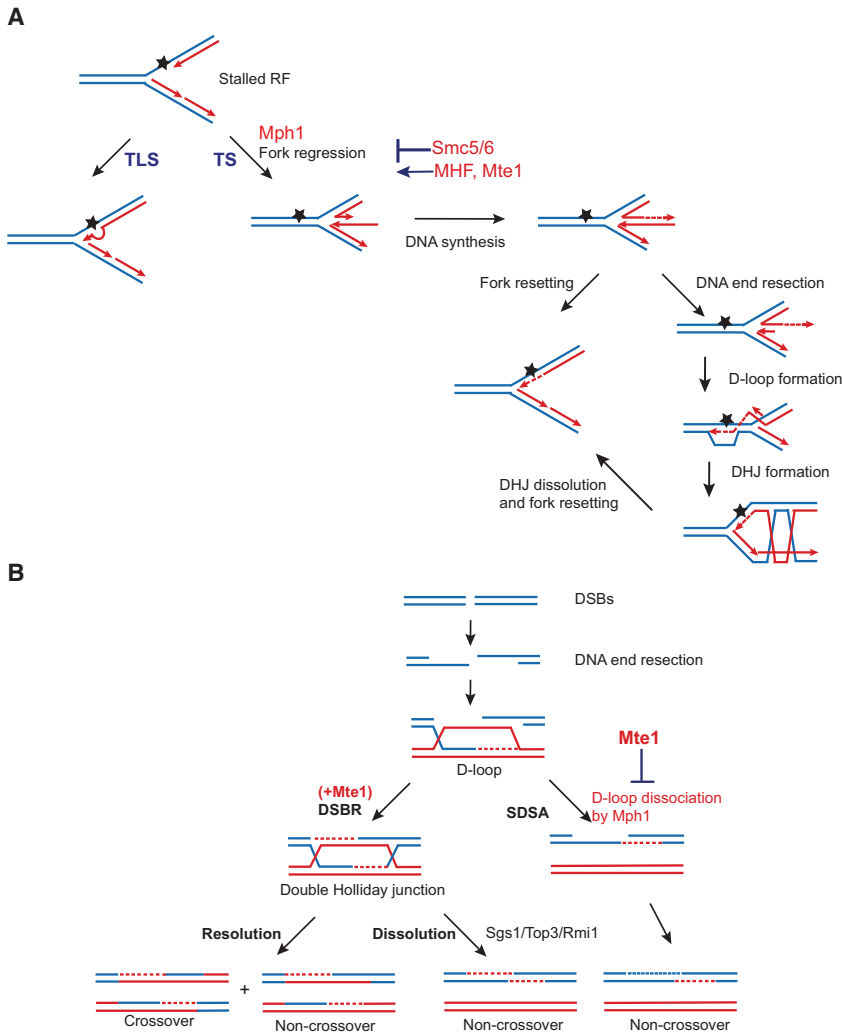 A
Stalled RF
Mph1
Fork regression
TLS
TS
Smc5/6
MHF, Mte1
DNA synthesis
Fork resetting
DNA end resection
D-loop formation
DHJ formation
DHJ dissolution
and fork resetting
B
DSBs
DNA end resection
D-loop
Mte1
(+Mte1)
DSBR
SDSA
D-loop dissociation
by Mph1
Double Holliday junction
Resolution
Dissolution
Sgs1/Top3/Rmi1
+
Crossover
Non-crossover
Non-crossover
Non-crossover